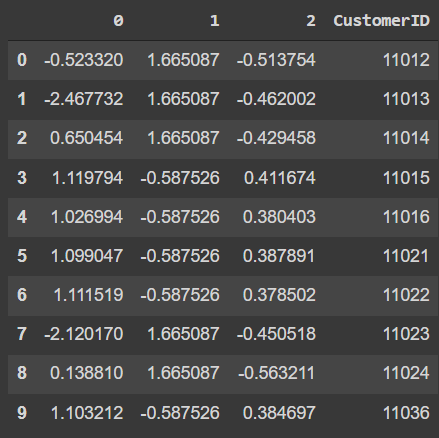 0 1 2 CustomerID
0 -0.523320 1.665087 -0.513754 11012
1 -2.467732 1.665087 -0.462002 11013
2 0.650454 1.665087 -0.429458 11014
3 1.119794 -0.587526 0.411674 11015
4 1.026994 -0.587526 0.380403 11016
5 1.099047 -0.587526 0.387891 11021
6 1.111519 -0.587526 0.378502 11022
7 -2.120170 1.665087 -0.450518 11023
8 0.138810 1.665087 -0.563211 11024
9 1.103212 -0.587526 0.384697 11036